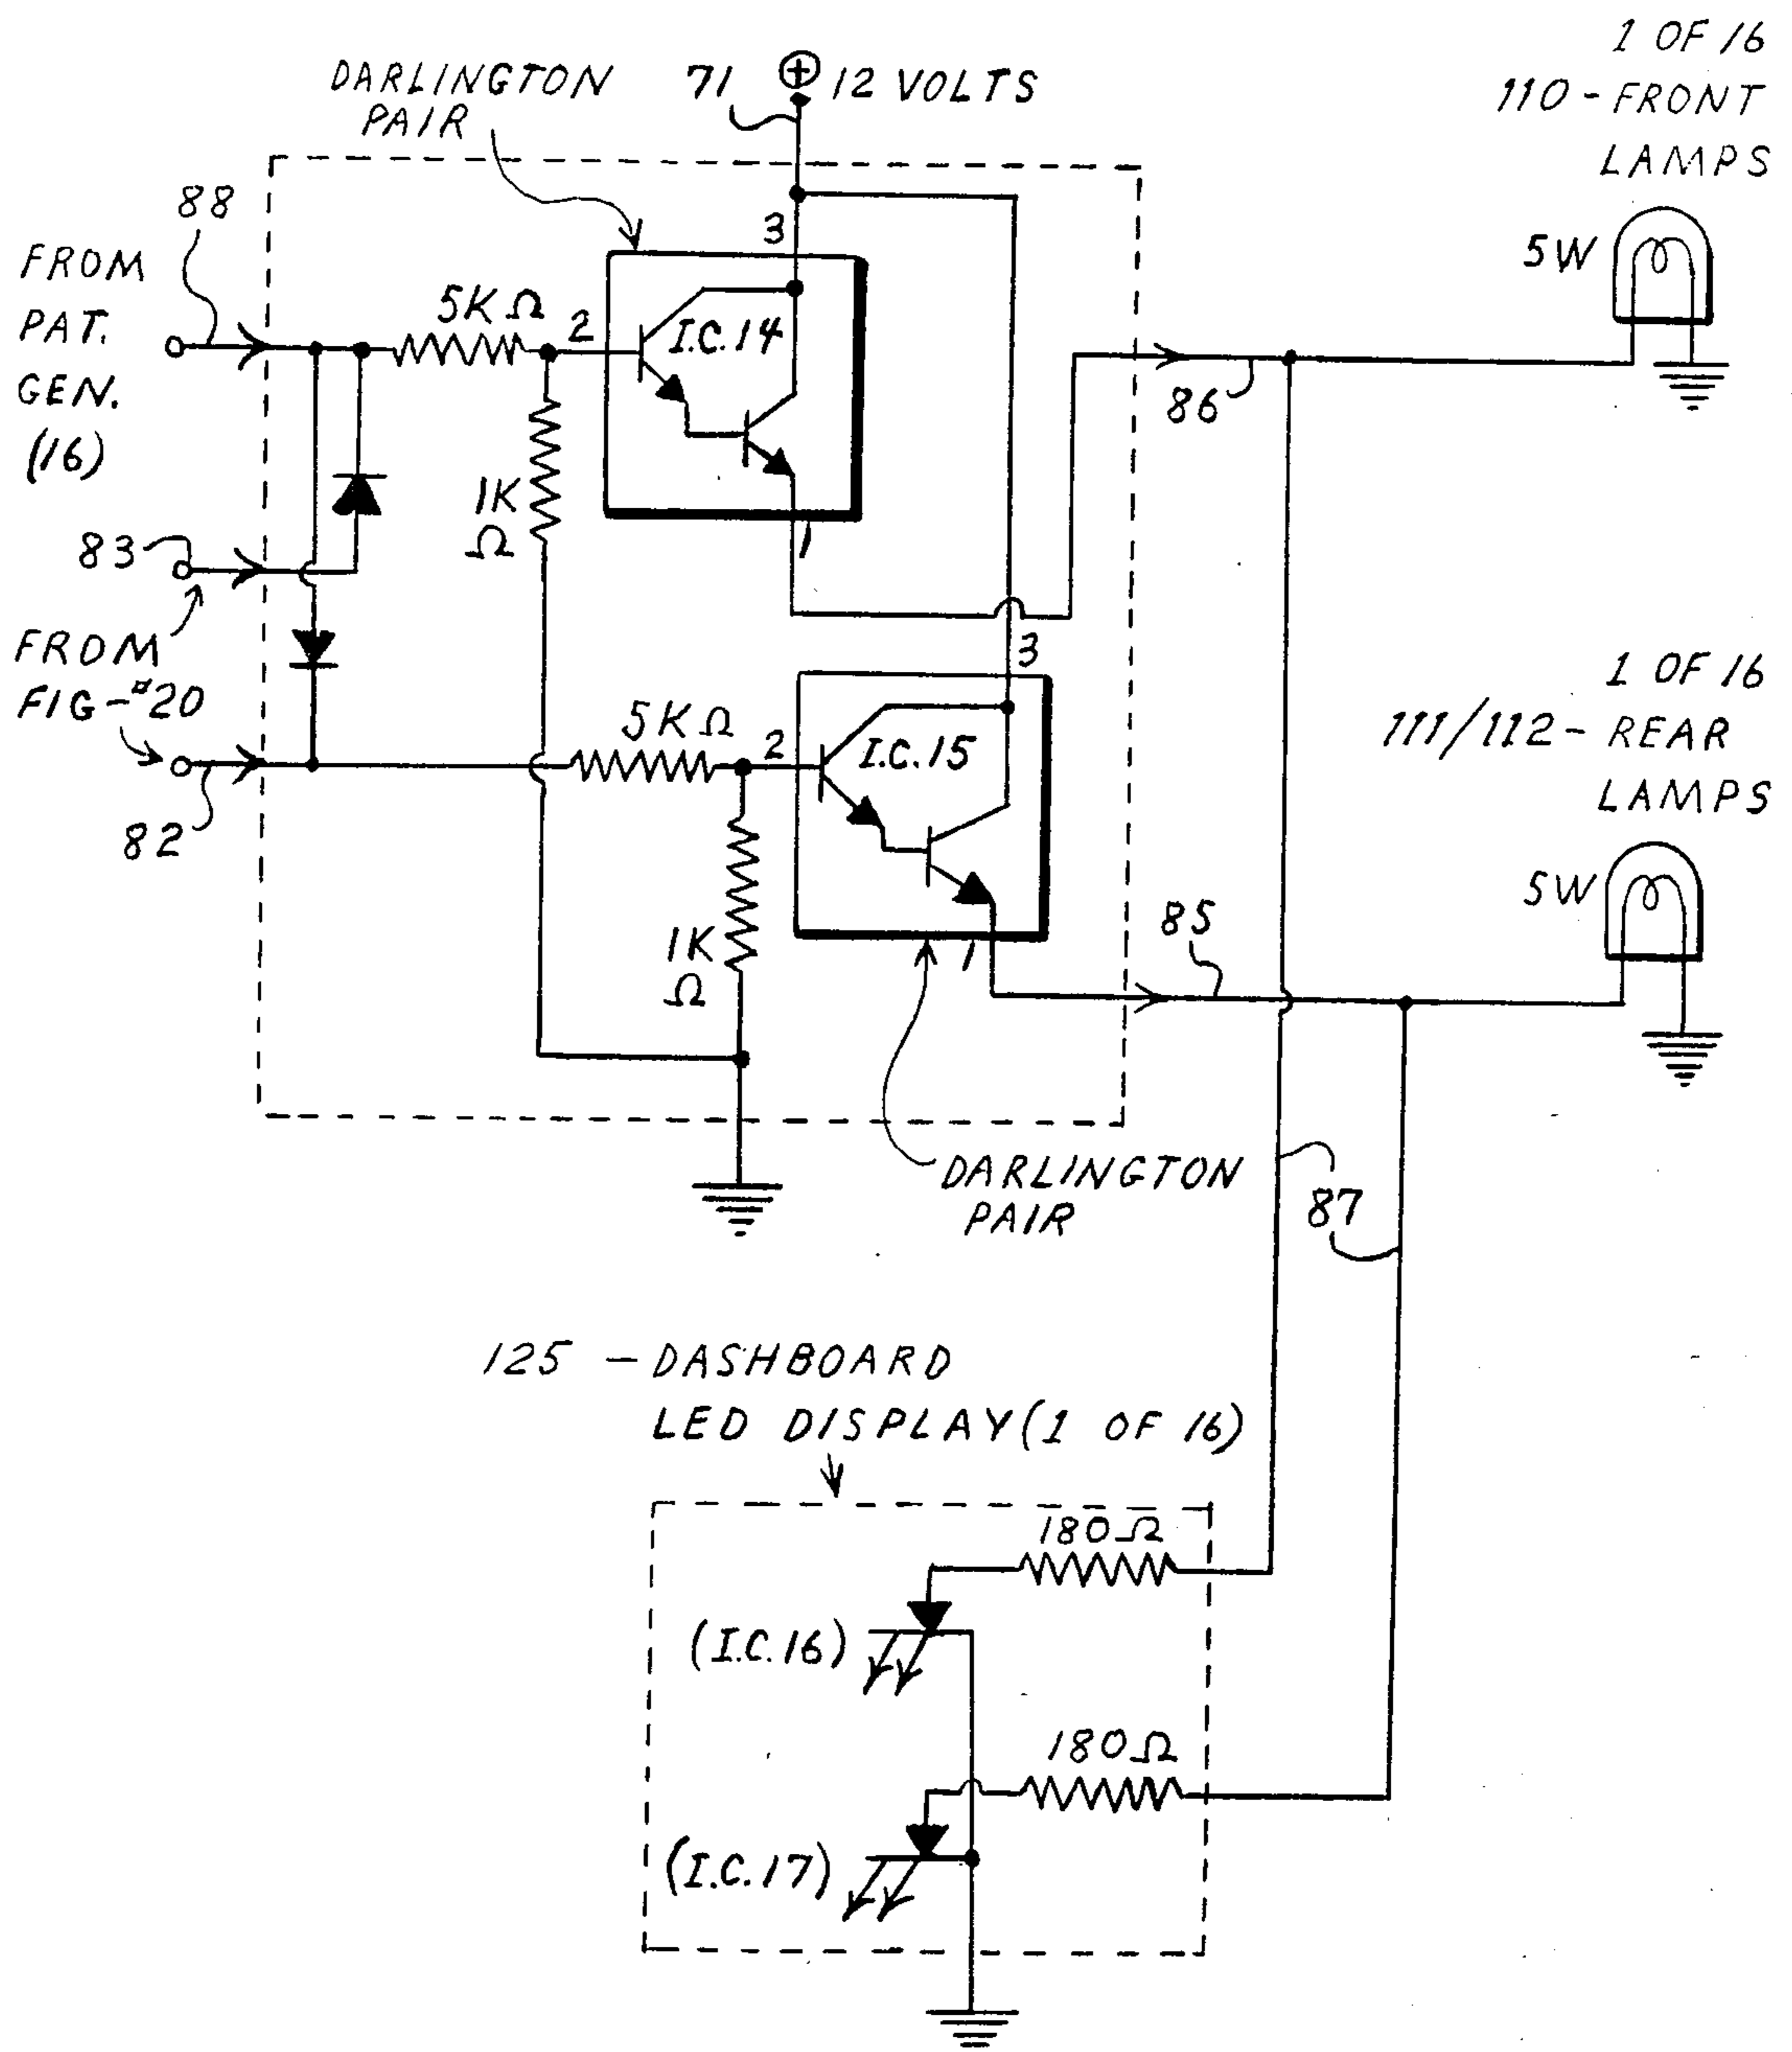 1 OF 16
110 - FRONT
LAMPS
5W
DARLINGTON
PAIR
71
+ 12 VOLTS
88
FROM
PAT.
GEN.
(16)
5KΩ
2
3
I.C.14
1K
Ω
1
83
FROM
FIG-#20
82
86
5KΩ
2
3
I.C.15
1K
Ω
1
85
1 OF 16
111/112 - REAR
LAMPS
5W
DARLINGTON
PAIR
87
125 - DASHBOARD
LED DISPLAY (1 OF 16)
180Ω
(I.C.16)
180Ω
(I.C.17)